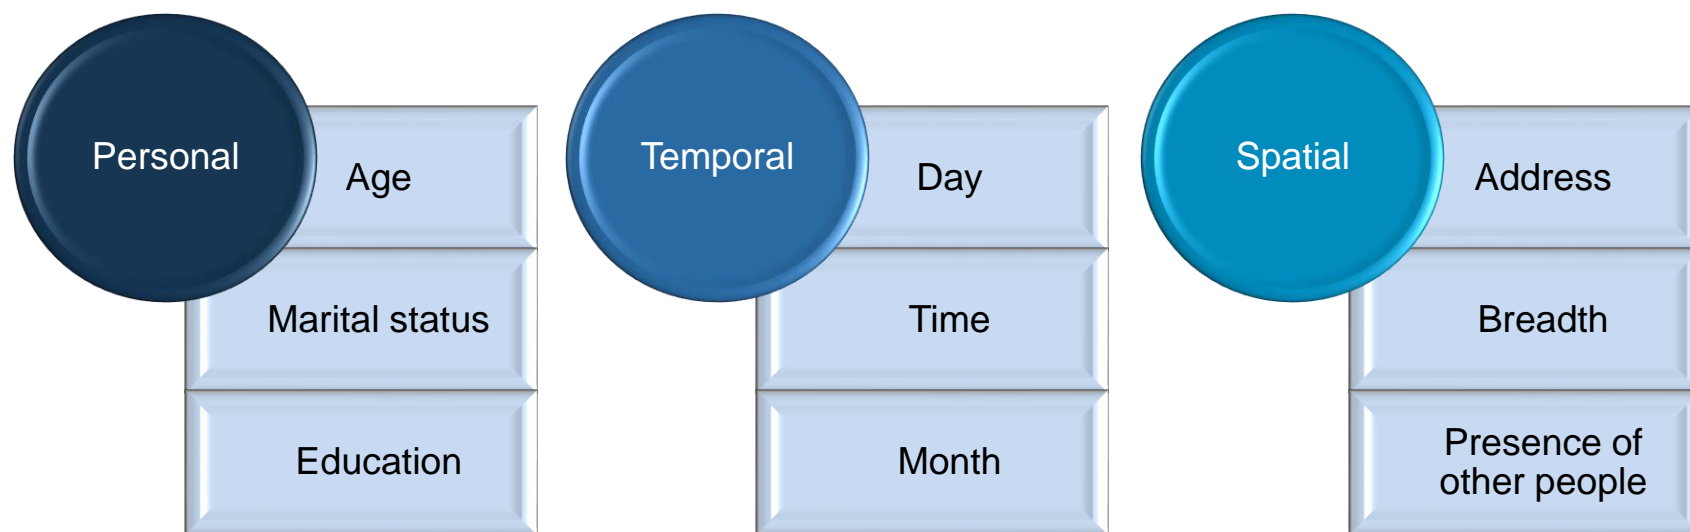 Personal
Age
Marital status
Education
Temporal
Day
Time
Month
Spatial
Address
Breadth
Presence of
other people